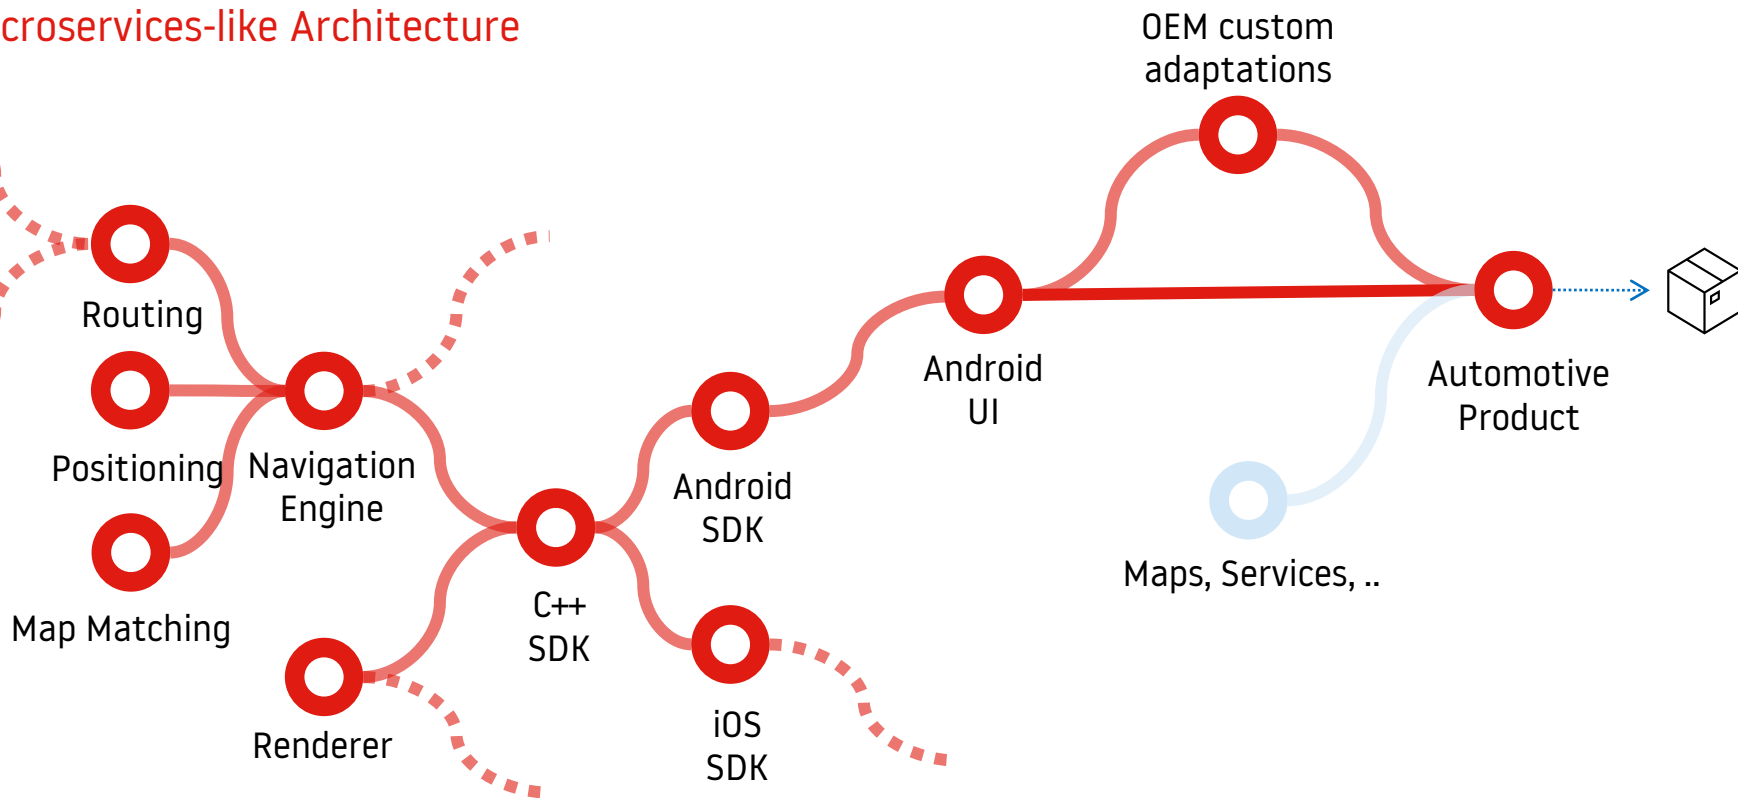 croservices-like Architecture
OEM custom
adaptations
Routing
Positioning
Navigation
Engine
Map Matching
Renderer
C++
SDK
Android
SDK
iOS
SDK
Android
UI
Automotive
Product
Maps, Services, ..